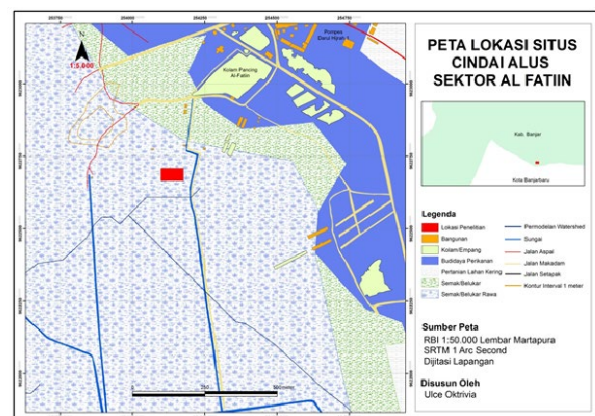 PETA LOKASI SITUS
CINDAI ALUS
SEKTOR AL FATIIN
N
1:5.000
Kolam Pancing
Al-Fatiin
Ponpes
Kab. Banjar
Kota Banjarbaru
Legenda
Lokasi Penelitian
Bangunan
Kolam/Empang
Budidaya Perikanan
Pertanian Lahan Kering
Semak/Belukar
Semak/Belukar Rawa
Permodelan Watershed
Sungai
Jalan Aspal
Jalan Makadam
Jalan Setapak
Kontur Interval 1 meter
Sumber Peta
RBI 1:50.000 Lembar Martapura
SRTM 1 Arc Second
Dijitasi Lapangan
Disusun Oleh
Ulce Oktrivia